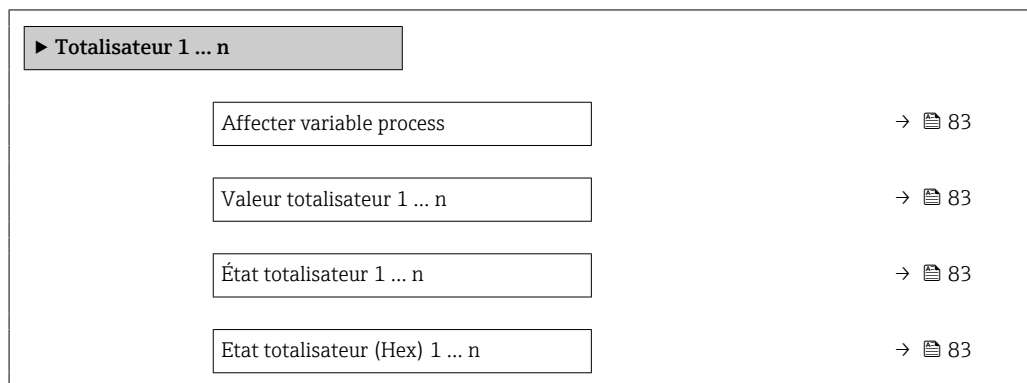 ► Totalisateur 1 … n
Affecter variable process → 83
Valeur totalisateur 1 … n → 83
État totalisateur 1 … n → 83
Etat totalisateur (Hex) 1 … n → 83